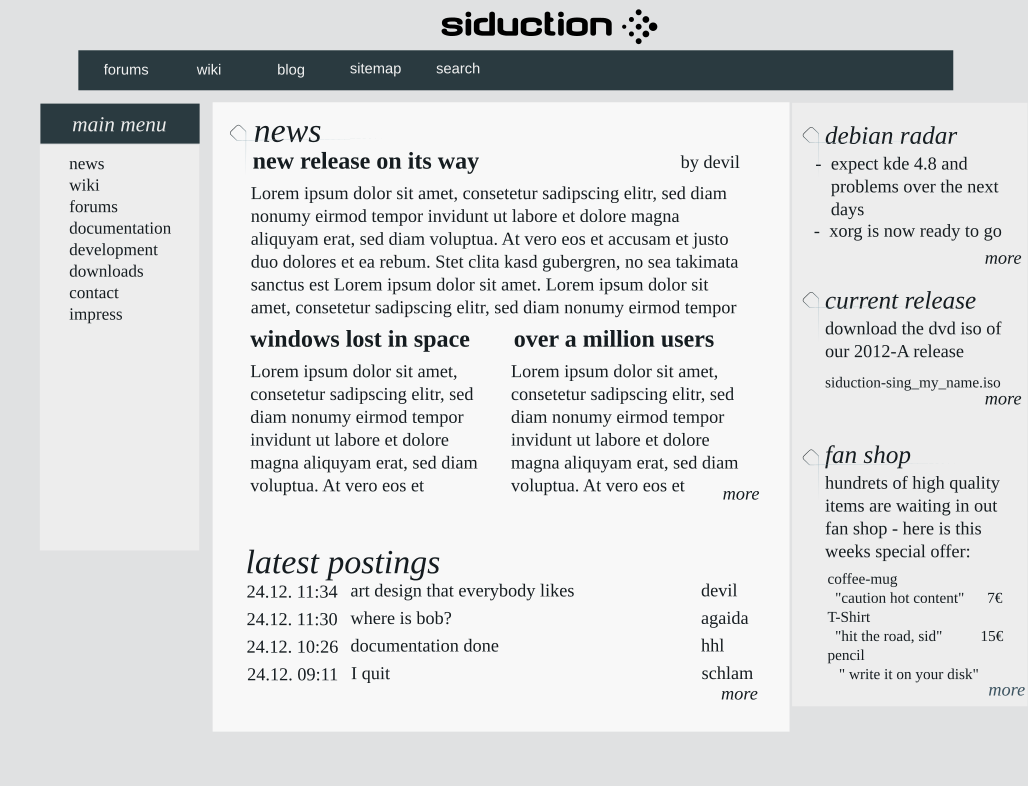 siduction
forums wiki blog sitemap search
main menu
news
wiki
forums
documentation
development
downloads
contact
impress
news
new release on its way by devil
Lorem ipsum dolor sit amet, consetetur sadipscing elitr, sed diam
nonumy eirmod tempor invidunt ut labore et dolore magna
aliquyam erat, sed diam voluptua. At vero eos et accusam et justo
duo dolores et ea rebum. Stet clita kasd gubergren, no sea takimata
sanctus est Lorem ipsum dolor sit amet. Lorem ipsum dolor sit
amet, consetetur sadipscing elitr, sed diam nonumy eirmod tempor
windows lost in space
Lorem ipsum dolor sit amet,
consetetur sadipscing elitr, sed
diam nonumy eirmod tempor
invidunt ut labore et dolore
magna aliquyam erat, sed diam
voluptua. At vero eos et
over a million users
Lorem ipsum dolor sit amet,
consetetur sadipscing elitr, sed
diam nonumy eirmod tempor
invidunt ut labore et dolore
magna aliquyam erat, sed diam
voluptua. At vero eos et
more
latest postings
24.12. 11:34 art design that everybody likes devil
24.12. 11:30 where is bob? agaida
24.12. 10:26 documentation done hhl
24.12. 09:11 I quit schlam
more
debian radar
- expect kde 4.8 and
problems over the next
days
- xorg is now ready to go
more
current release
download the dvd iso of
our 2012-A release
siduction-sing_my_name.iso
more
fan shop
hundrets of high quality
items are waiting in out
fan shop - here is this
weeks special offer:
coffee-mug
"caution hot content" 7€
T-Shirt
"hit the road, sid" 15€
pencil
" write it on your disk"
more